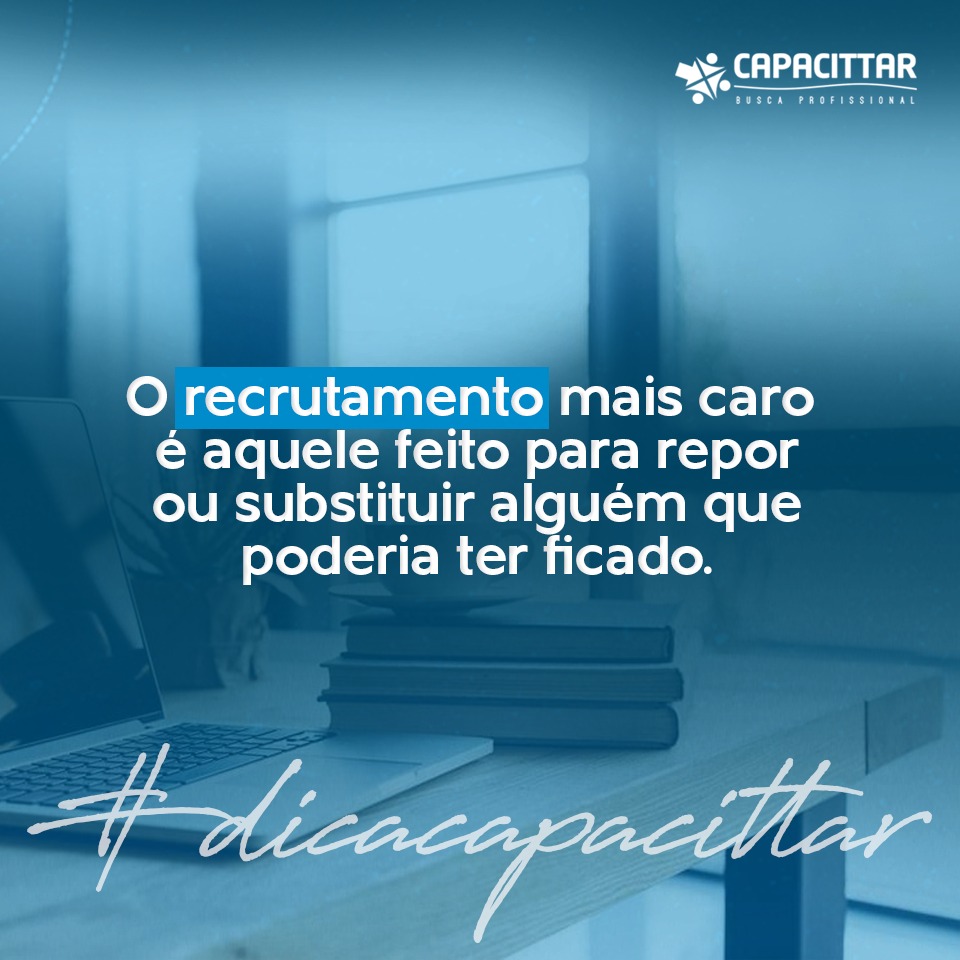 CAPACITTAR
BUSCA PROFISSIONAL
O recrutamento mais caro
é aquele feito para repor
ou substituir alguém que
poderia ter ficado.
#dicacapacittar